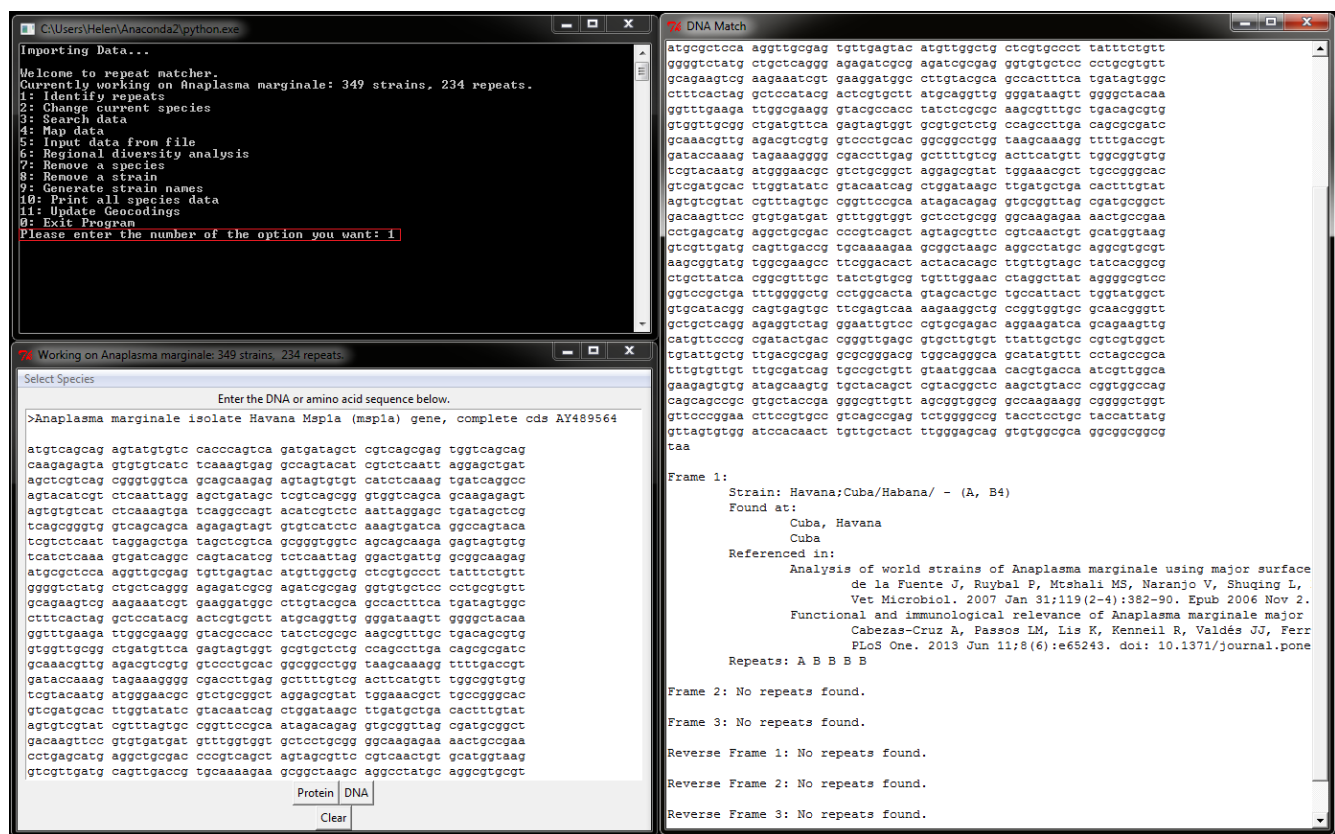 C:\Users\Helen\Anaconda2\python.exe
Importing Data...
Welcome to repeat matcher.
Currently working on Anaplasma marginale: 349 strains, 234 repeats.
1: Identify repeats
2: Change current species
3: Search data
4: Map data
5: Input data from file
6: Regional diversity analysis
7: Remove a species
8: Remove a strain
9: Generate strain names
10: Print all species data
11: Update Geocodings
0: Exit Program
Please enter the number of the option you want: 1
Working on Anaplasma marginale: 349 strains, 234 repeats.
Select Species
Enter the DNA or amino acid sequence below.
>Anaplasma marginale isolate Havana Msp1a (msp1a) gene, complete cds AY489564
atgtcagcag agtatgtgtc cacccagtca gatgatagct cgtcagcgag tggtcagcag
caagagagta gtgtgtcatc tcaaagtgag gccagtacat cgtctcaatt aggagctgat
agctcgtcag cgggtggtca gcagcaagag agtagtgtgt catctcaaag tgatcaggcc
agtacatcgt ctcaattagg agctgatagc tcgtcagcgg gtggtcagca gcaagagagt
agtgtgtcat ctcaaagtga tcaggccagt acatcgtctc aattaggagc tgatagctcg
tcagcgggtg gtcagcagca agagagtagt gtgtcatctc aaagtgatca ggccagtaca
tcgtctcaat taggagctga tagctcgtca gcgggtggtc agcagcaaga gagtagtgtg
tcatctcaaa gtgatcaggc cagtacatcg tctcaattag ggactgattg gcggcaagag
atgcgctcca aggttgcgag tgttgagtac atgttggctg ctcgtgccct tatttctgtt
ggggtctatg ctgctcaggg agagatcgcg agatcgcgag ggtgtgctcc cctgcgtgtt
gcagaagtcg aagaaatcgt gaaggatggc cttgtacgca gccactttca tgatagtggc
ctttcactag gctccatacg actcgtgctt atgcaggttg gggataagtt ggggctacaa
ggtttgaaga ttggcgaagg gtacgccacc tatctcgcgc aagcgtttgc tgacagcgtg
gtggttgcgg ctgatgttca gagtagtggt gcgtgctctg ccagccttga cagcgcgatc
gcaaacgttg agacgtcgtg gtccctgcac ggcggcctgg taagcaaagg ttttgaccgt
gataccaaag tagaaagggg cgaccttgag gcttttgtcg acttcatgtt tggcggtgtg
tcgtacaatg atgggaacgc gtctgcggct aggagcgtat tggaaacgct tgccgggcac
gtcgatgcac ttggtatatc gtacaatcag ctggataagc ttgatgctga cactttgtat
agtgtcgtat cgtttagtgc cggttccgca atagacagag gtgcggttag cgatgcggct
gacaagttcc gtgtgatgat gtttggtggt gctcctgcgg ggcaagagaa aactgccgaa
cctgagcatg aggctgcgac cccgtcagct agtagcgttc cgtcaactgt gcatggtaag
gtcgttgatg cagttgaccg tgcaaaagaa gcggctaagc aggcctatgc aggcgtgcgt
Protein DNA
Clear
DNA Match
atgcgctcca aggttgcgag tgttgagtac atgttggctg ctcgtgccct tatttctgtt
ggggtctatg ctgctcaggg agagatcgcg agatcgcgag ggtgtgctcc cctgcgtgtt
gcagaagtcg aagaaatcgt gaaggatggc cttgtacgca gccactttca tgatagtggc
ctttcactag gctccatacg actcgtgctt atgcaggttg gggataagtt ggggctacaa
ggtttgaaga ttggcgaagg gtacgccacc tatctcgcgc aagcgtttgc tgacagcgtg
gtggttgcgg ctgatgttca gagtagtggt gcgtgctctg ccagccttga cagcgcgatc
gcaaacgttg agacgtcgtg gtccctgcac ggcggcctgg taagcaaagg ttttgaccgt
gataccaaag tagaaagggg cgaccttgag gcttttgtcg acttcatgtt tggcggtgtg
tcgtacaatg atgggaacgc gtctgcggct aggagcgtat tggaaacgct tgccgggcac
gtcgatgcac ttggtatatc gtacaatcag ctggataagc ttgatgctga cactttgtat
agtgtcgtat cgtttagtgc cggttccgca atagacagag gtgcggttag cgatgcggct
gacaagttcc gtgtgatgat gtttggtggt gctcctgcgg ggcaagagaa aactgccgaa
cctgagcatg aggctgcgac cccgtcagct agtagcgttc cgtcaactgt gcatggtaag
gtcgttgatg cagttgaccg tgcaaaagaa gcggctaagc aggcctatgc aggcgtgcgt
aagcggtatg tggcgaagcc ttcggacact actacacagc ttgttgtagc tatcacggcg
ctgcttatca cggcgtttgc tatctgtgcg tgtttggaac ctaggcttat aggggcgtcc
ggtccgctga tttggggctg cctggcacta gtagcactgc tgccattact tggtatggct
gtgcatacgg cagtgagtgc ttcgagtcaa aagaaggctg ccggtggtgc gcaacgggtt
gctgctcagg agaggtctag ggaattgtcc cgtgcgagac aggaagatca gcagaagttg
catgttcccg cgatactgac cgggttgagc gtgcttgtgt ttattgctgc cgtcgtggct
tgtattgctg ttgacgcgag gcgcgggacg tggcagggca gcatatgttt cctagccgca
tttgtgttgt ttgcgatcag tgccgctgtt gtaatggcaa cacgtgacca atcgttggca
gaagagtgtg atagcaagtg tgctacagct cgtacggctc aagctgtacc cggtggccag
cagcagccgc gtgctaccga gggcgttgtt agcggtggcg gccaagaagg cggggctggt
gttcccggaa cttccgtgcc gtcagccgag tctggggccg tacctcctgc taccattatg
gttagtgtgg atccacaact tgttgctact ttgggagcag gtgtggcgca ggcggcggcg
taa
Frame 1:
Strain: Havana;Cuba/Habana/ - (A, B4)
Found at:
Cuba, Havana
Cuba
Referenced in:
Analysis of world strains of Anaplasma marginale using major surface
de la Fuente J, Ruybal P, Mtshali MS, Naranjo V, Shuqing L,
Vet Microbiol. 2007 Jan 31;119(2-4):382-90. Epub 2006 Nov 2.
Functional and immunological relevance of Anaplasma marginale major
Cabezas-Cruz A, Passos LM, Lis K, Kenneil R, Valdés JJ, Ferr
PLoS One. 2013 Jun 11;8(6):e65243. doi: 10.1371/journal.pone
Repeats: A B B B B
Frame 2: No repeats found.
Frame 3: No repeats found.
Reverse Frame 1: No repeats found.
Reverse Frame 2: No repeats found.
Reverse Frame 3: No repeats found.